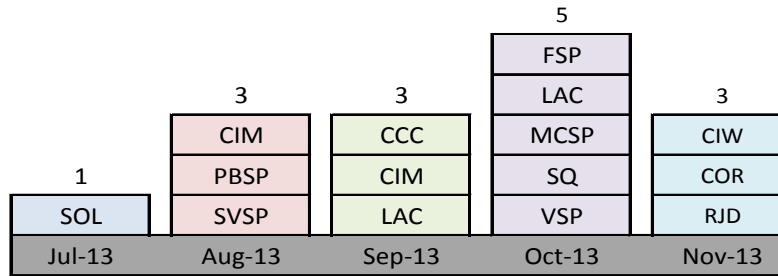 5
FSP
3 3 LAC 3
CIM CCC MCSP CIW
1 PBSP CIM SQ COR
SOL SVSP LAC VSP RJD
Jul-13 Aug-13 Sep-13 Oct-13 Nov-13